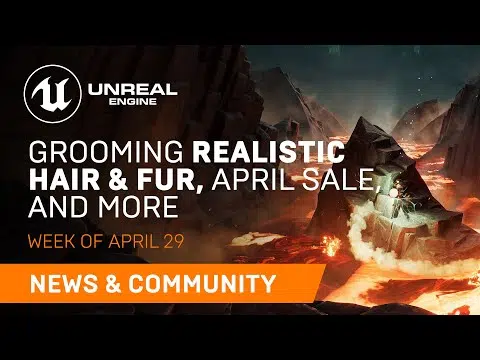 UNREAL
ENGINE
GROOMING REALISTIC
HAIR & FUR, APRIL SALE,
AND MORE
WEEK OF APRIL 29
NEWS & COMMUNITY